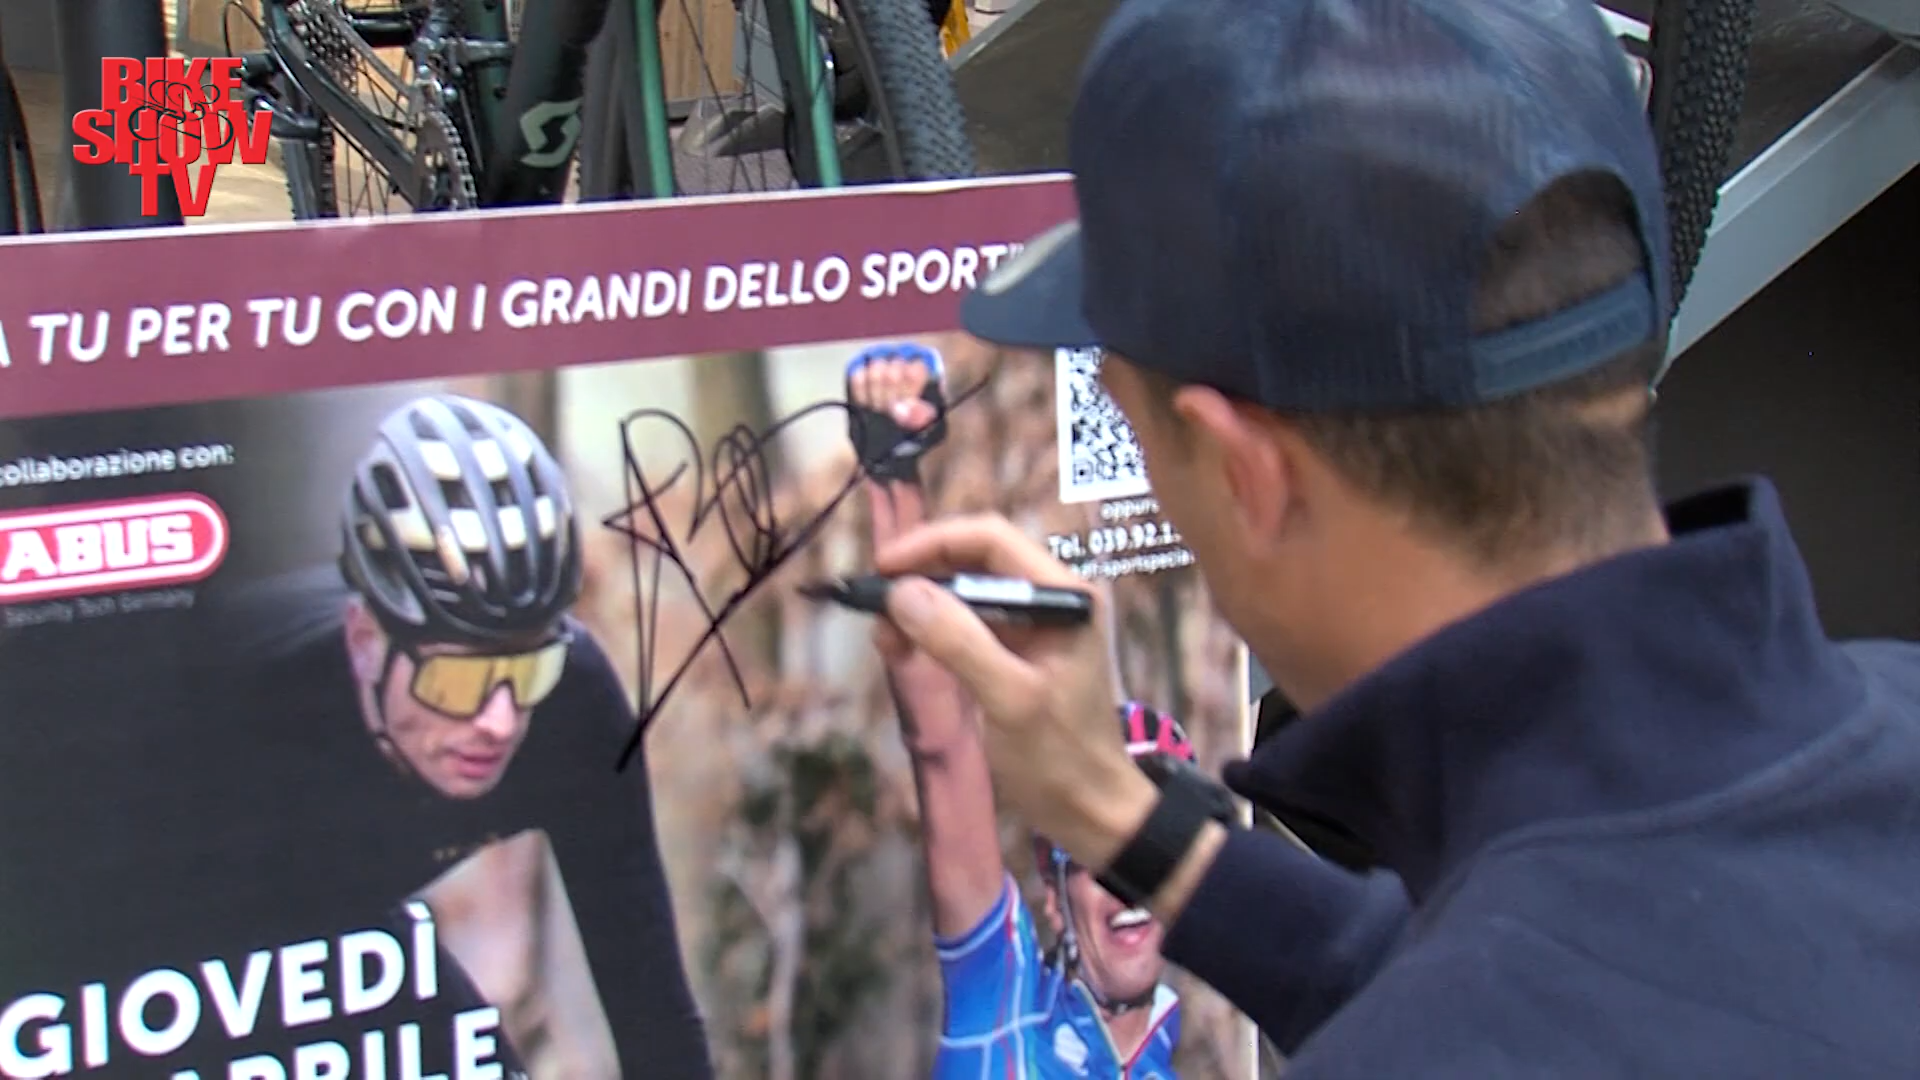 BIKE
SHOW
TV
A TU PER TU CON I GRANDI DELLO SPORT"
collaborazione con:
ABUS
Security Tech Germany
oppure
Tel. 039.92.1
GIOVEDÌ
APRILE